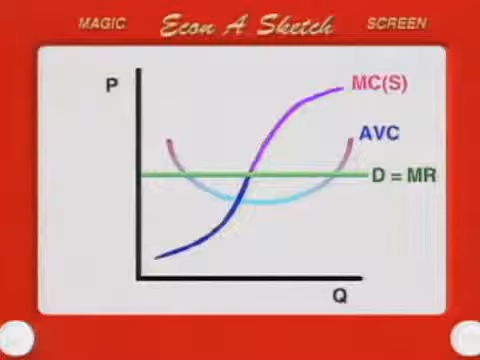 MAGIC Econ A Sketch SCREEN
P
MC(S)
AVC
D = MR
Q